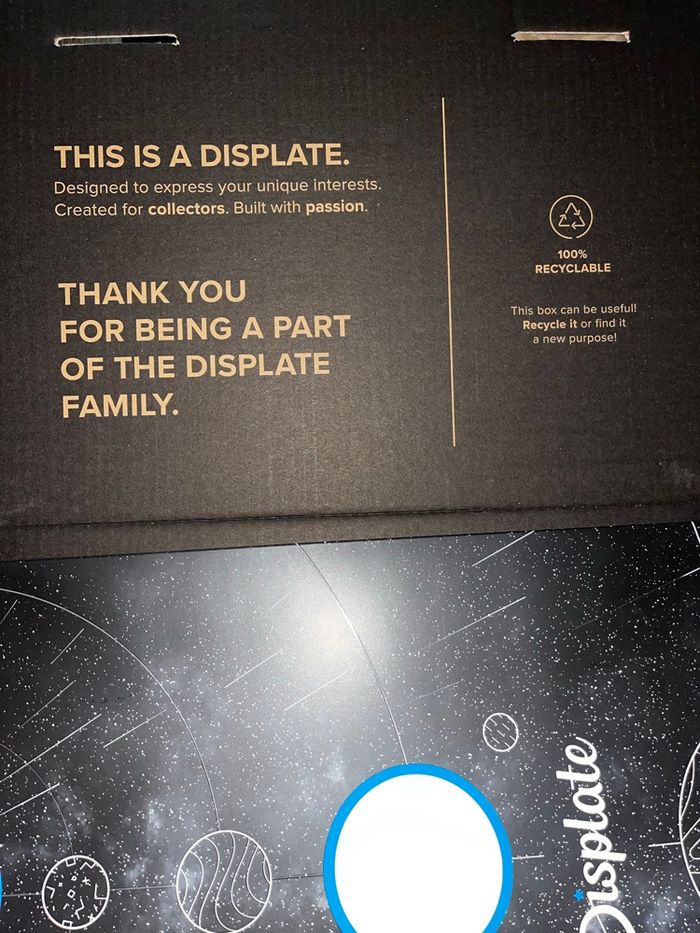 THIS IS A DISPLATE.
Designed to express your unique interests.
Created for collectors. Built with passion.
THANK YOU
FOR BEING A PART
OF THE DISPLATE
FAMILY.
100%
RECYCLABLE
This box can be useful!
Recycle it or find it
a new purpose!
Displate